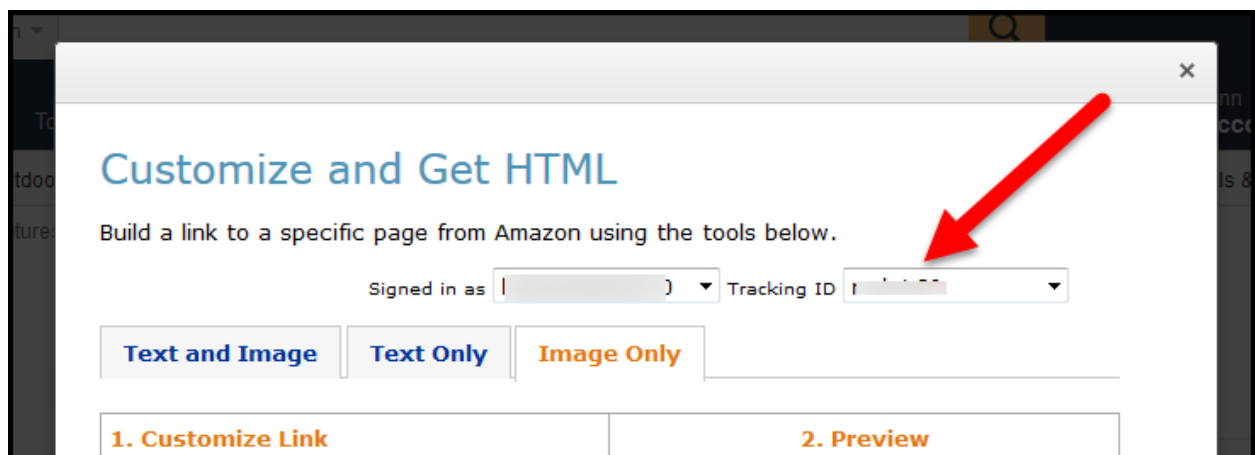 ×
Customize and Get HTML
Build a link to a specific page from Amazon using the tools below.
Signed in as Tracking ID
Text and Image Text Only Image Only
1. Customize Link 2. Preview